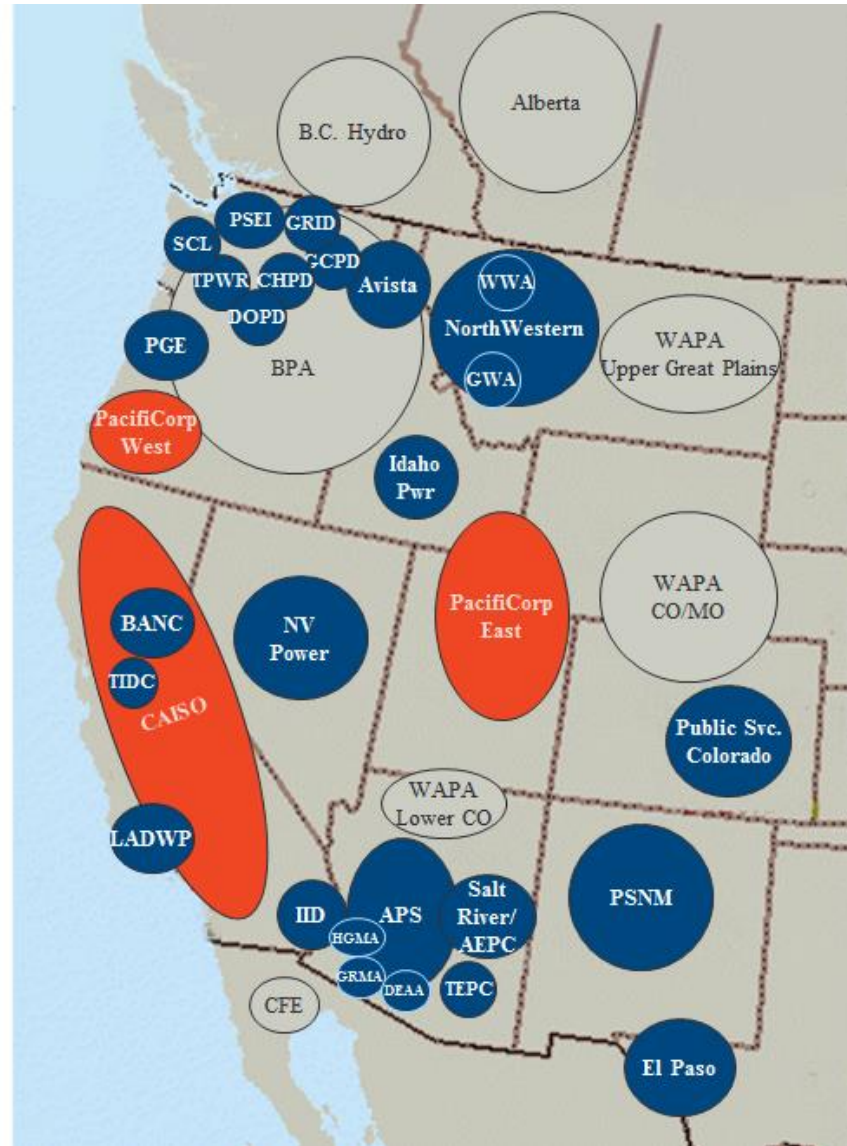 Alberta
B.C. Hydro
PSEI
GRID
SCL
GCPD
TPWR
CHPD
Avista
WWA
DOPD
NorthWestern
PGE
BPA
GWA
WAPA
Upper Great Plains
PacifiCorp
West
Idaho
Pwr
BANC
NV
Power
PacifiCorp
East
WAPA
CO/MO
TIDC
CAISO
Public Svc.
Colorado
WAPA
Lower CO
LADWP
IID
APS
Salt
River/
AEPC
PSNM
HGMA
GRMA
DEAA
TEPC
CFE
El Paso